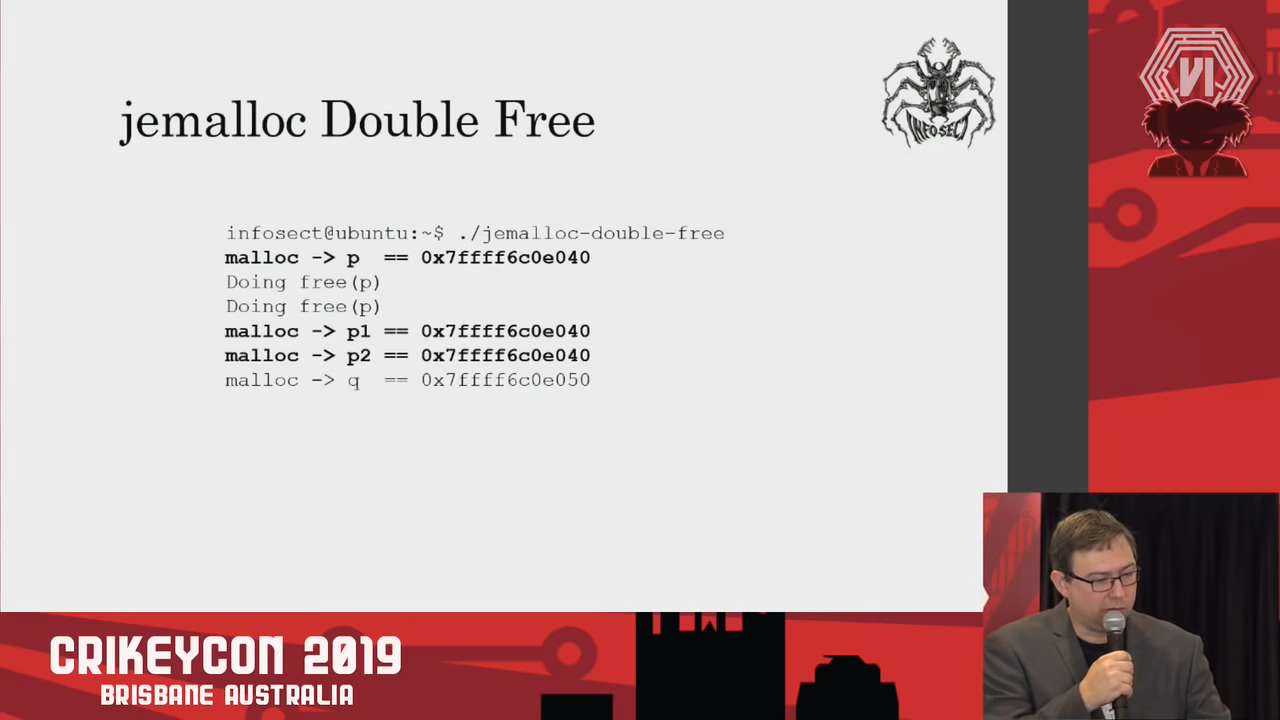 jemalloc Double Free
INFOSECT
VI
infosect@ubuntu:~$ ./jemalloc-double-free
malloc -> p  == 0x7ffff6c0e040
Doing free(p)
Doing free(p)
malloc -> p1 == 0x7ffff6c0e040
malloc -> p2 == 0x7ffff6c0e040
malloc -> q  == 0x7ffff6c0e050
CRIKEYCON 2019
BRISBANE AUSTRALIA